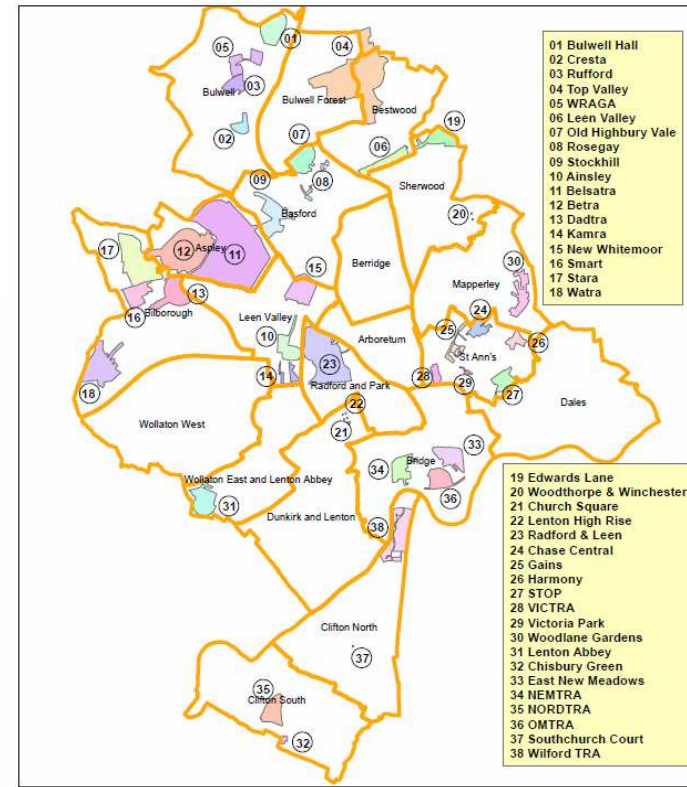 01 Bulwell Hall
02 Cresta
03 Rufford
04 Top Valley
05 WRAGA
06 Leen Valley
07 Old Highbury Vale
08 Rosegay
09 Stockhill
10 Ainsley
11 Belsatra
12 Betra
13 Dadtra
14 Kamra
15 New Whitemoor
16 Smart
17 Stara
18 Watra
05
01
04
Bulwell
03
Bulwell Forest
Bestwood
02
07
06
19
09
08
Sherwood
Basford
20
17
12
Aspley
11
Berridge
30
15
Mapperley
16
13
Bilborough
Leen Valley
24
10
Arboretum
25
26
23
St Ann's
18
14
Radford and Park
28
29
27
22
Dales
Wollaton West
21
33
34
Bridge
Wollaton East and Lenton Abbey
36
31
Dunkirk and Lenton
38
Clifton North
37
35
Clifton South
32
19 Edwards Lane
20 Woodthorpe & Winchester
21 Church Square
22 Lenton High Rise
23 Radford & Leen
24 Chase Central
25 Gains
26 Harmony
27 STOP
28 VICTRA
29 Victoria Park
30 Woodlane Gardens
31 Lenton Abbey
32 Chisbury Green
33 East New Meadows
34 NEMTRA
35 NORDTRA
36 OMTRA
37 Southchurch Court
38 Wilford TRA